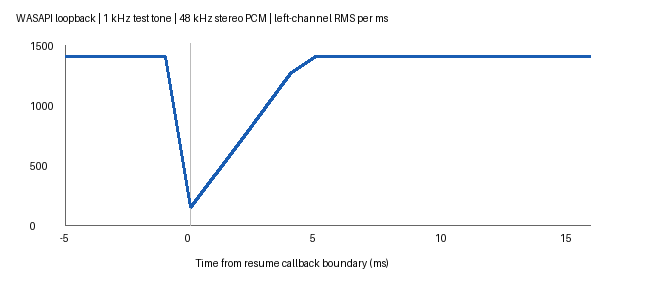 WASAPI loopback | 1 kHz test tone | 48 kHz stereo PCM | left-channel RMS per ms
1500
1000
500
0
-5 0 5 10 15
Time from resume callback boundary (ms)